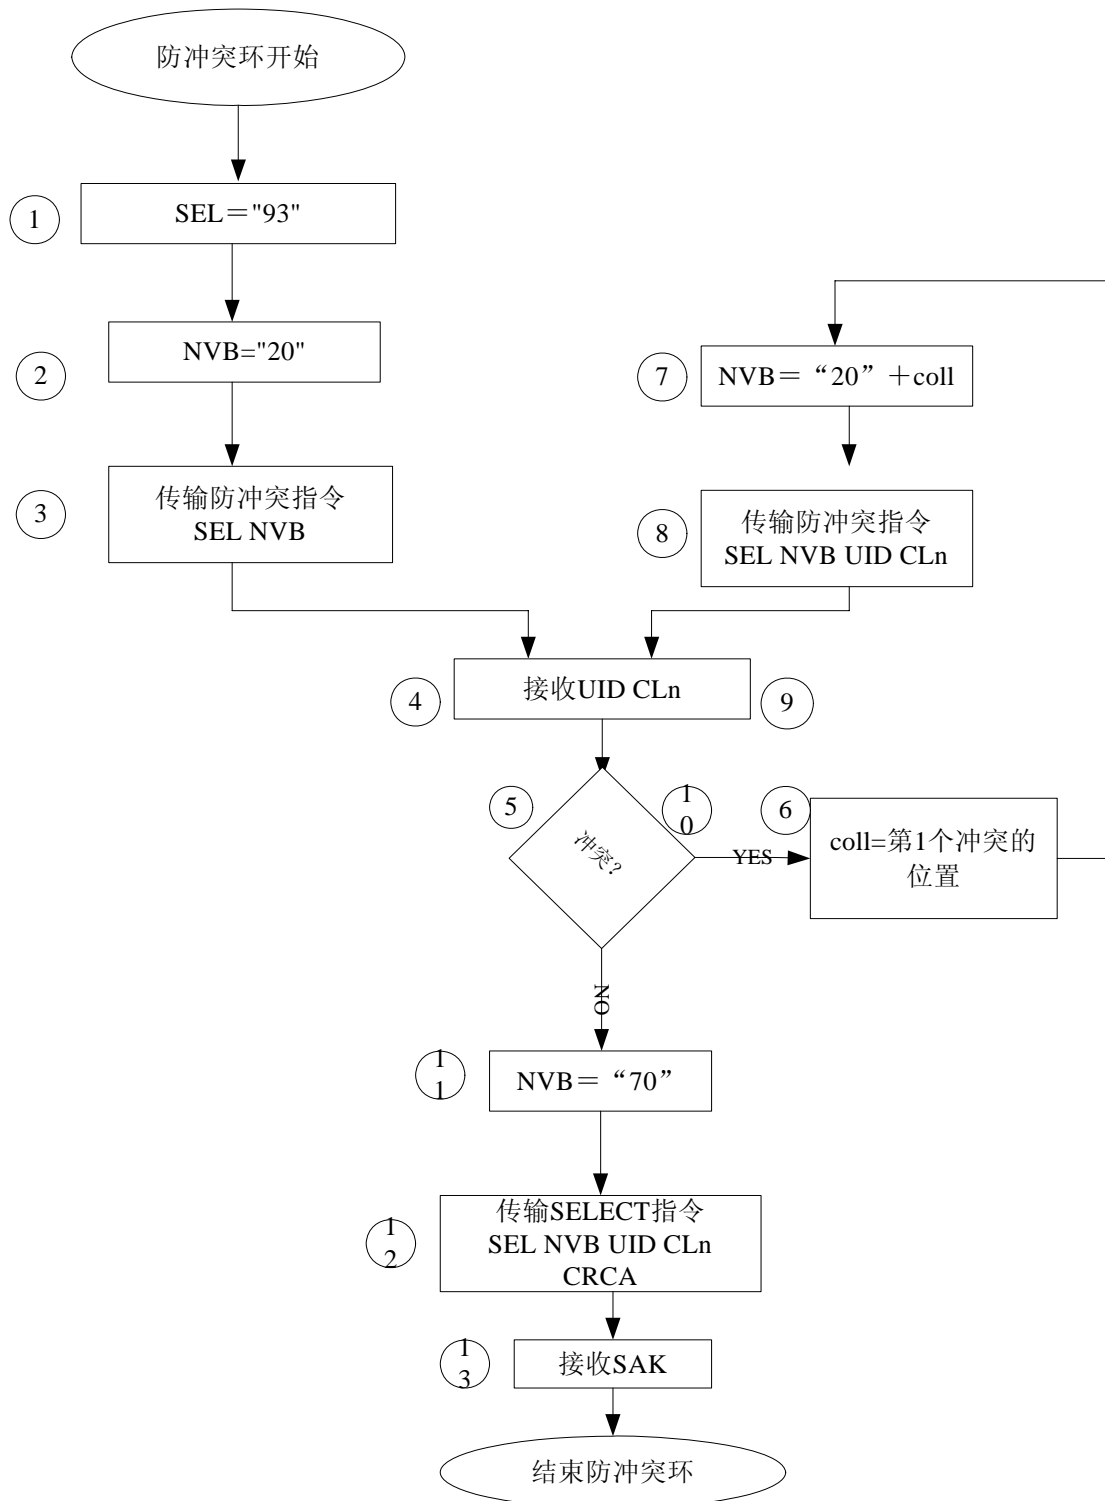 防冲突环开始
1
SEL＝"93"
2
NVB="20"
3
传输防冲突指令
SEL NVB
7
NVB＝“20”＋coll
8
传输防冲突指令
SEL NVB UID CLn
4
接收UID CLn
9
5
冲突?
1
0
YES
6
coll=第1个冲突的
位置
NO
1
1
NVB＝“70”
1
2
传输SELECT指令
SEL NVB UID CLn
CRCA
1
3
接收SAK
结束防冲突环